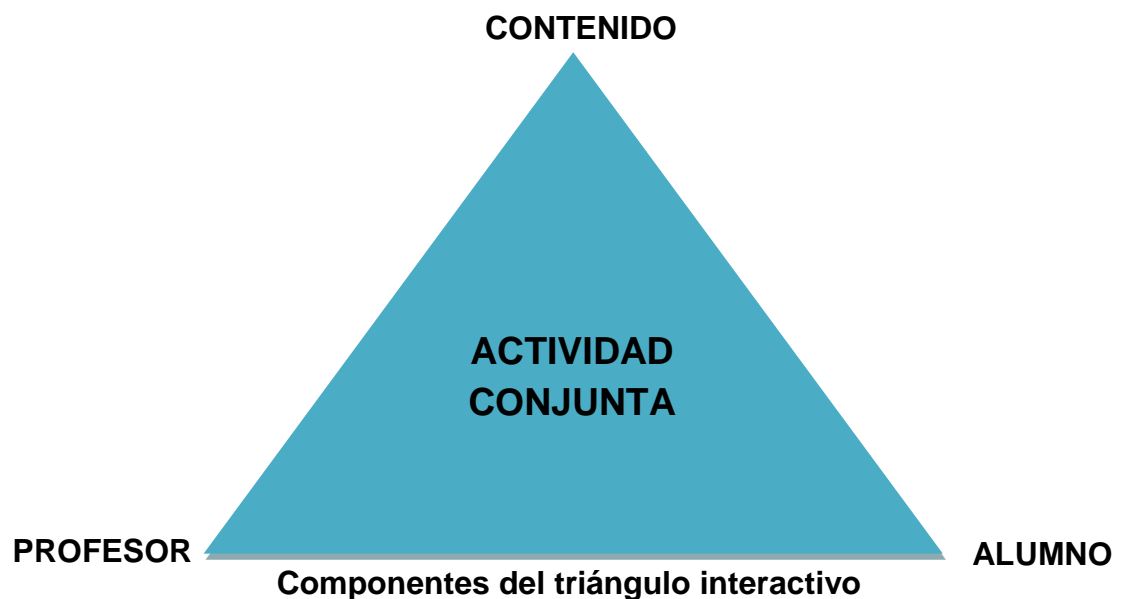 CONTENIDO
ACTIVIDAD
CONJUNTA
PROFESOR
ALUMNO
Componentes del triángulo interactivo